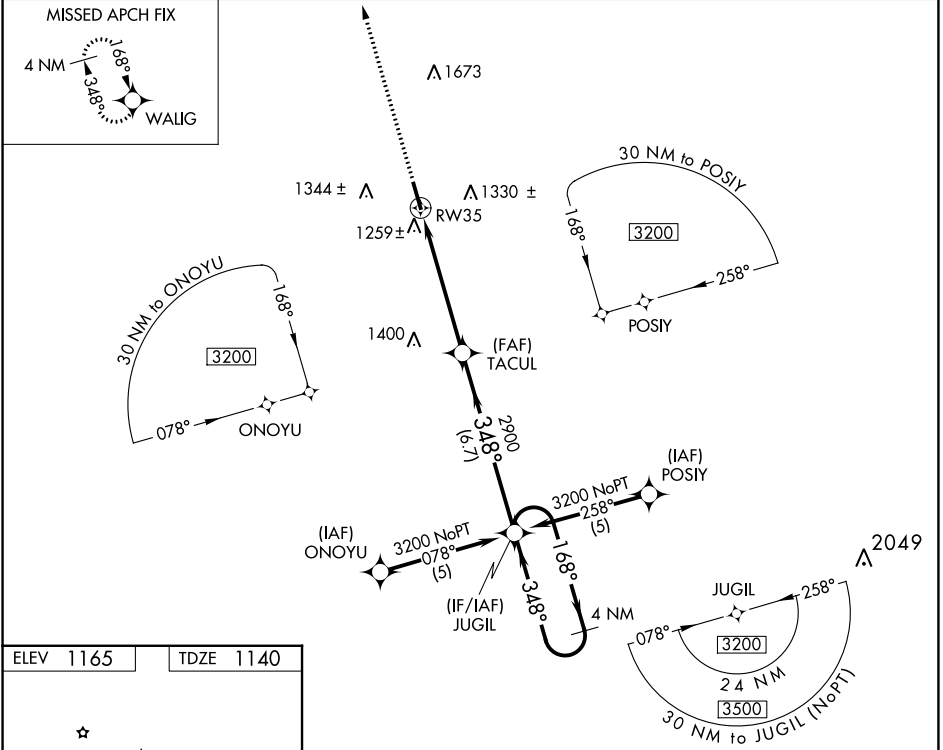 MISSED APCH FIX
4 NM
168°
348°
WALIG
1673
1344 ±
1330 ±
RW35
1259±
30 NM to POSIY
168°
3200
258°
POSIY
30 NM to ONOYU
168°
3200
078°
ONOYU
1400
(FAF)
TACUL
2900
348°
(6.7)
(IAF)
POSIY
3200 NoPT
258°
(5)
(IAF)
ONOYU
3200 NoPT
078°
(5)
168°
348°
4 NM
(IF/IAF)
JUGIL
2049
JUGIL
258°
078°
3200
24 NM
3500
30 NM to JUGIL (NoPT)
ELEV 1165
TDZE 1140